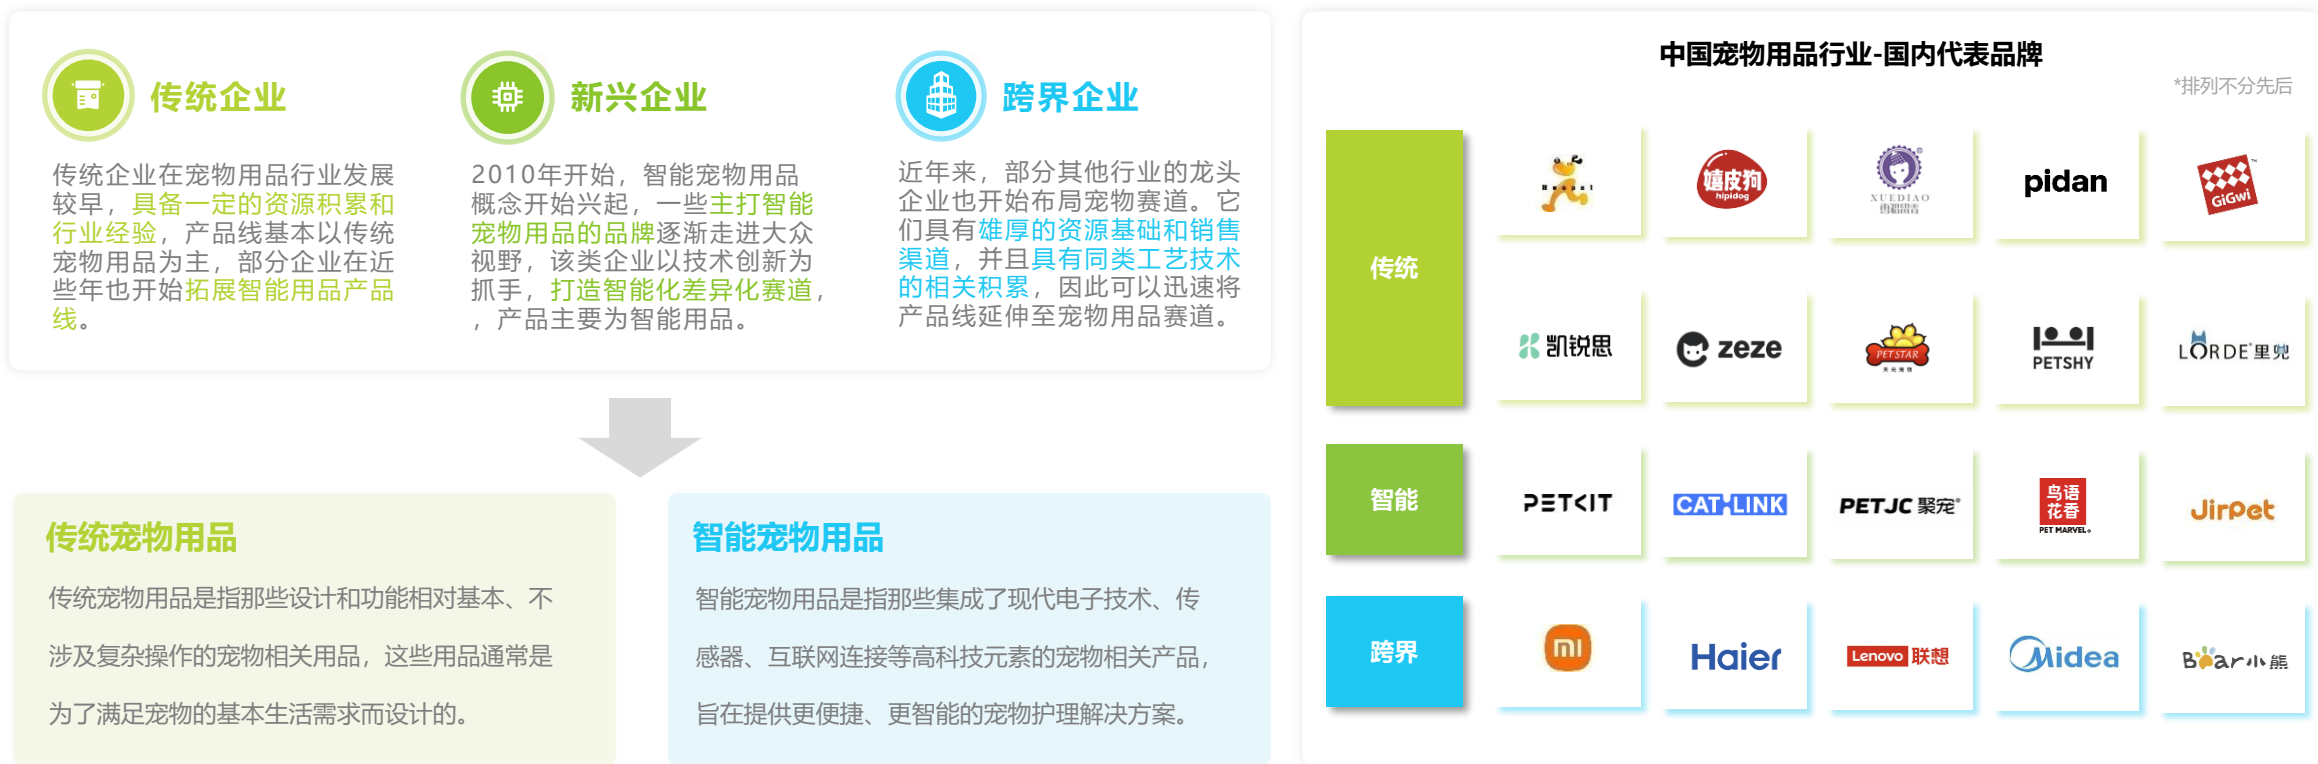 传统企业
传统企业在宠物用品行业发展
较早，具备一定的资源积累和
行业经验，产品线基本以传统
宠物用品为主，部分企业在近
些年也开始拓展智能用品产品
线。
新兴企业
2010年开始，智能宠物用品
概念开始兴起，一些主打智能
宠物用品的品牌逐渐走进大众
视野，该类企业以技术创新为
抓手，打造智能化差异化赛道，
，产品主要为智能用品。
跨界企业
近年来，部分其他行业的龙头
企业也开始布局宠物赛道。它
们具有雄厚的资源基础和销售
渠道，并且具有同类工艺技术
的相关积累，因此可以迅速将
产品线延伸至宠物用品赛道。
传统宠物用品
传统宠物用品是指那些设计和功能相对基本、不
涉及复杂操作的宠物相关用品，这些用品通常是
为了满足宠物的基本生活需求而设计的。
智能宠物用品
智能宠物用品是指那些集成了现代电子技术、传
感器、互联网连接等高科技元素的宠物相关产品，
旨在提供更便捷、更智能的宠物护理解决方案。
中国宠物用品行业-国内代表品牌
*排列不分先后
传统
嬉皮狗
hipidog
XUEDIAO
pidan
GiGwi
凯锐思
zeze
PETSTAR
PETSHY
LORDE 里兜
智能
PETKIT
CATLINK
PETJC 聚宠
鸟语
花香
PET MARVEL
Jirpet
跨界
mi
Haier
Lenovo 联想
Midea
Bear小熊